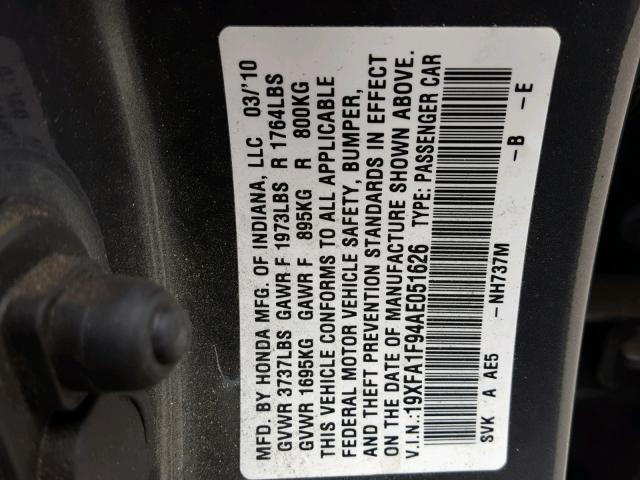 MFD. BY HONDA MFG. OF INDIANA, LLC 03/'10
GVWR 3737LBS GAWR F 1973LBS R 1764LBS
GVWR 1695KG GAWR F 895KG R 800KG
THIS VEHICLE CONFORMS TO ALL APPLICABLE
FEDERAL MOTOR VEHICLE SAFETY, BUMPER,
AND THEFT PREVENTION STANDARDS IN EFFECT
ON THE DATE OF MANUFACTURE SHOWN ABOVE.
V.I.N.:19XFA1F94AE051626 TYPE: PASSENGER CAR
SVK A AE5 -NH737M -B -E